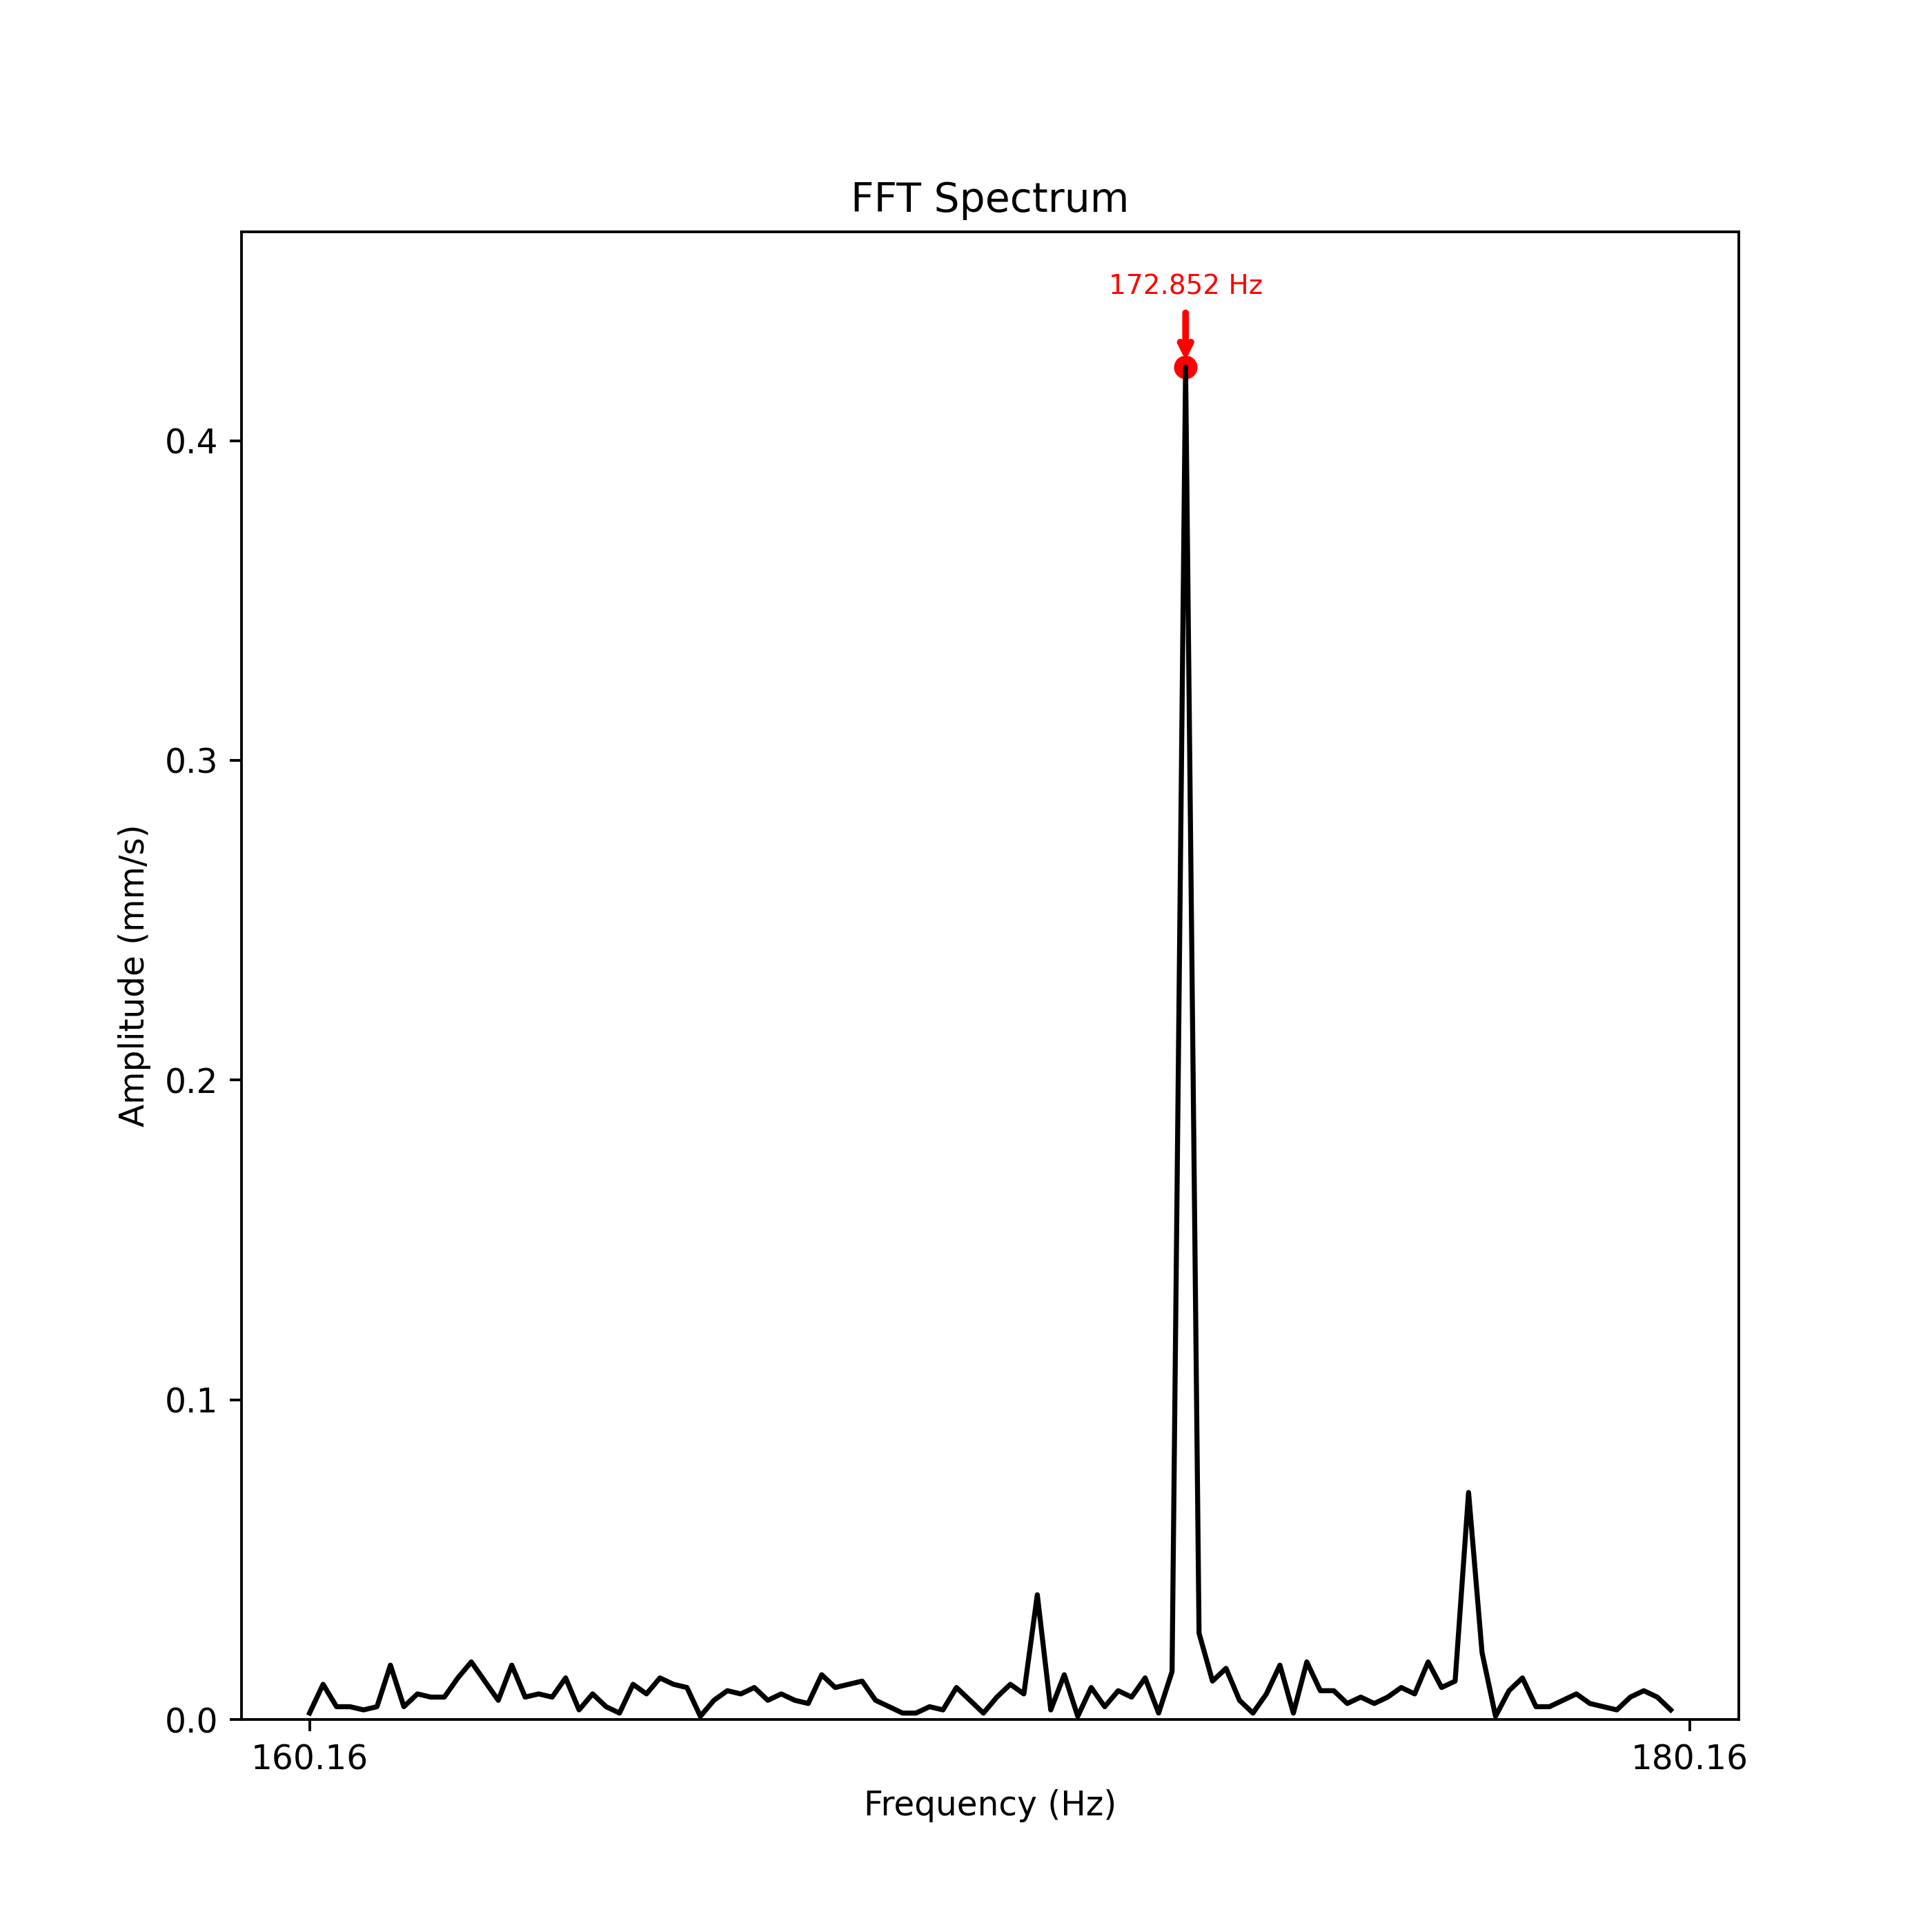 FFT Spectrum
172.852 Hz
0.4
0.3
0.2
0.1
0.0
Amplitude (mm/s)
160.16 180.16
Frequency (Hz)